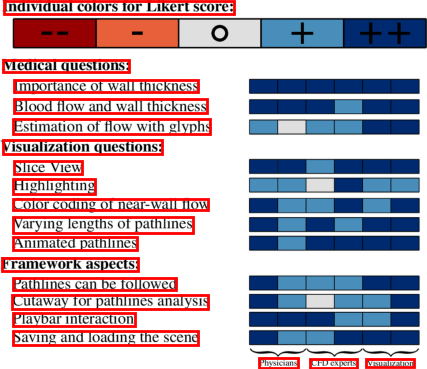 Individual colors for Likert score:
-- - o + ++
Medical questions:
Importance of wall thickness
Blood flow and wall thickness
Estimation of flow with glyphs
Visualization questions:
Slice View
Highlighting
Color coding of near-wall flow
Varying lengths of pathlines
Animated pathlines
Framework aspects:
Pathlines can be followed
Cutaway for pathlines analysis
Playbar interaction
Saving and loading the scene
Physicians CFD experts Visualization